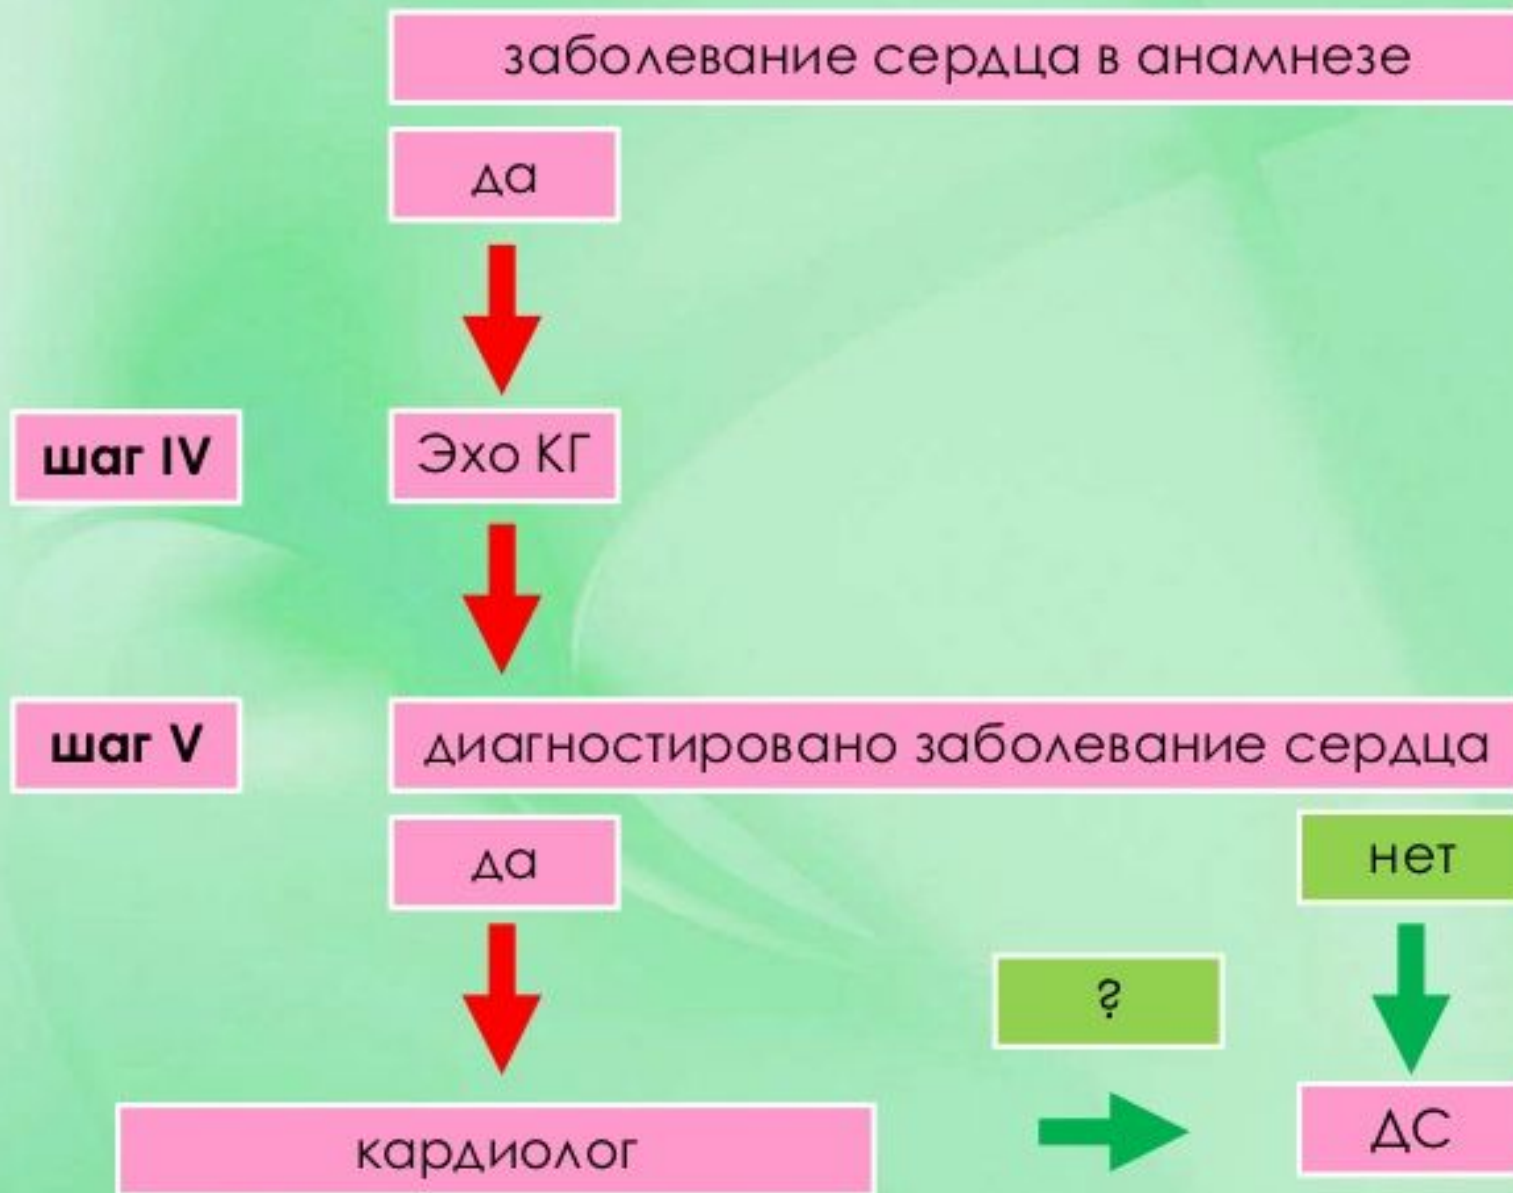 заболевание сердца в анамнезе
да
шаг IV
Эхо КГ
шаг V
диагностировано заболевание сердца
да
нет
?
кардиолог
ДС